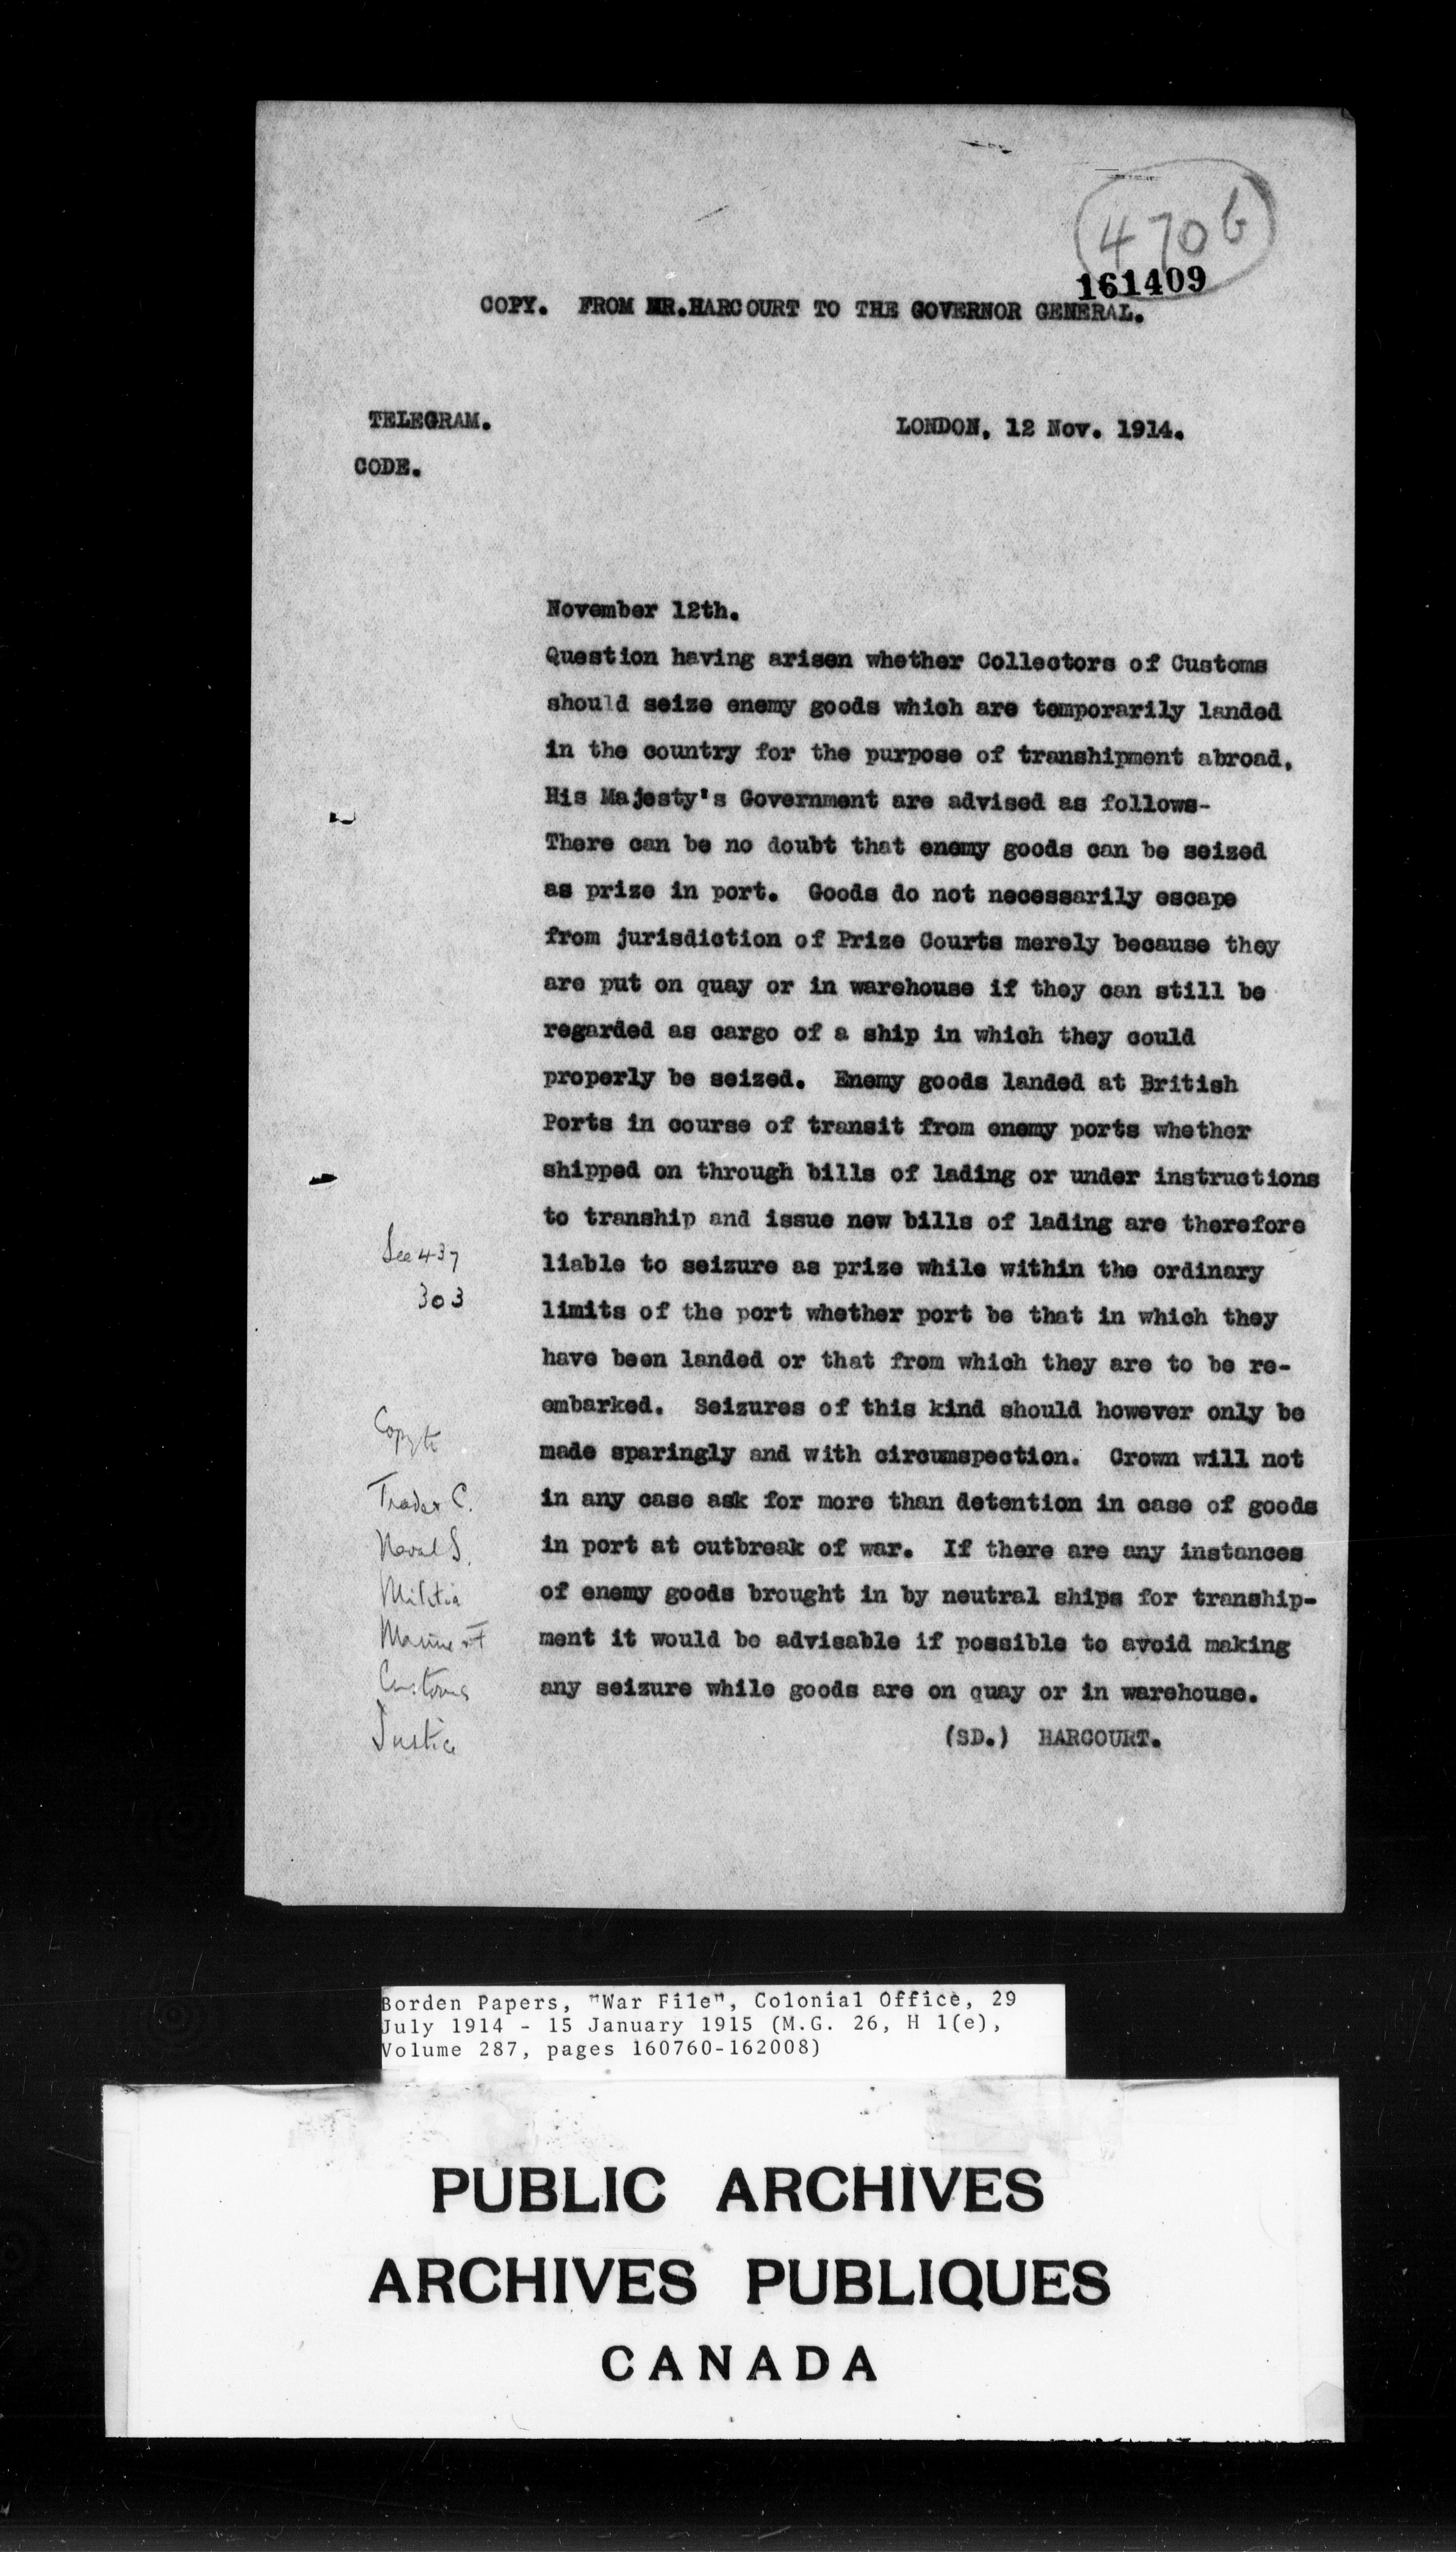 470b
161409
COPY. FROM MR.HARCOURT TO THE GOVERNOR GENERAL.
TELEGRAM.
LONDON, 12 Nov. 1914.
CODE.
November 12th.
Question having arisen whether Collectors of Customs
should seize enemy goods which are temporarily landed
in the country for the purpose of transhipment abroad,
His Majesty's Government are advised as follows-
There can be no doubt that enemy goods can be seized
as prize in port. Goods do not necessarily escape
from jurisdiction of Prize Courts merely because they
are put on quay or in warehouse if they can still be
regarded as cargo of a ship in which they could
properly be seized. Enemy goods landed at British
Ports in course of transit from enemy ports whether
shipped on through bills of lading or under instructions
to tranship and issue new bills of lading are therefore
liable to seizure as prize while within the ordinary
limits of the port whether port be that in which they
have been landed or that from which they are to be re-
embarked. Seizures of this kind should however only be
made sparingly and with circumspection. Crown will not
in any case ask for more than detention in case of goods
in port at outbreak of war. If there are any instances
of enemy goods brought in by neutral ships for tranship-
ment it would be advisable if possible to avoid making
any seizure while goods are on quay or in warehouse.
(SD.) HARCOURT.
See 437
303
Copy to
Trade & C.
Naval S.
Militia
Marine & F
Customs
Justice
Borden Papers, "War File", Colonial Office, 29
July 1914 - 15 January 1915 (M.G. 26, H 1(e),
Volume 287, pages 160760-162008)
PUBLIC ARCHIVES
ARCHIVES PUBLIQUES
CANADA